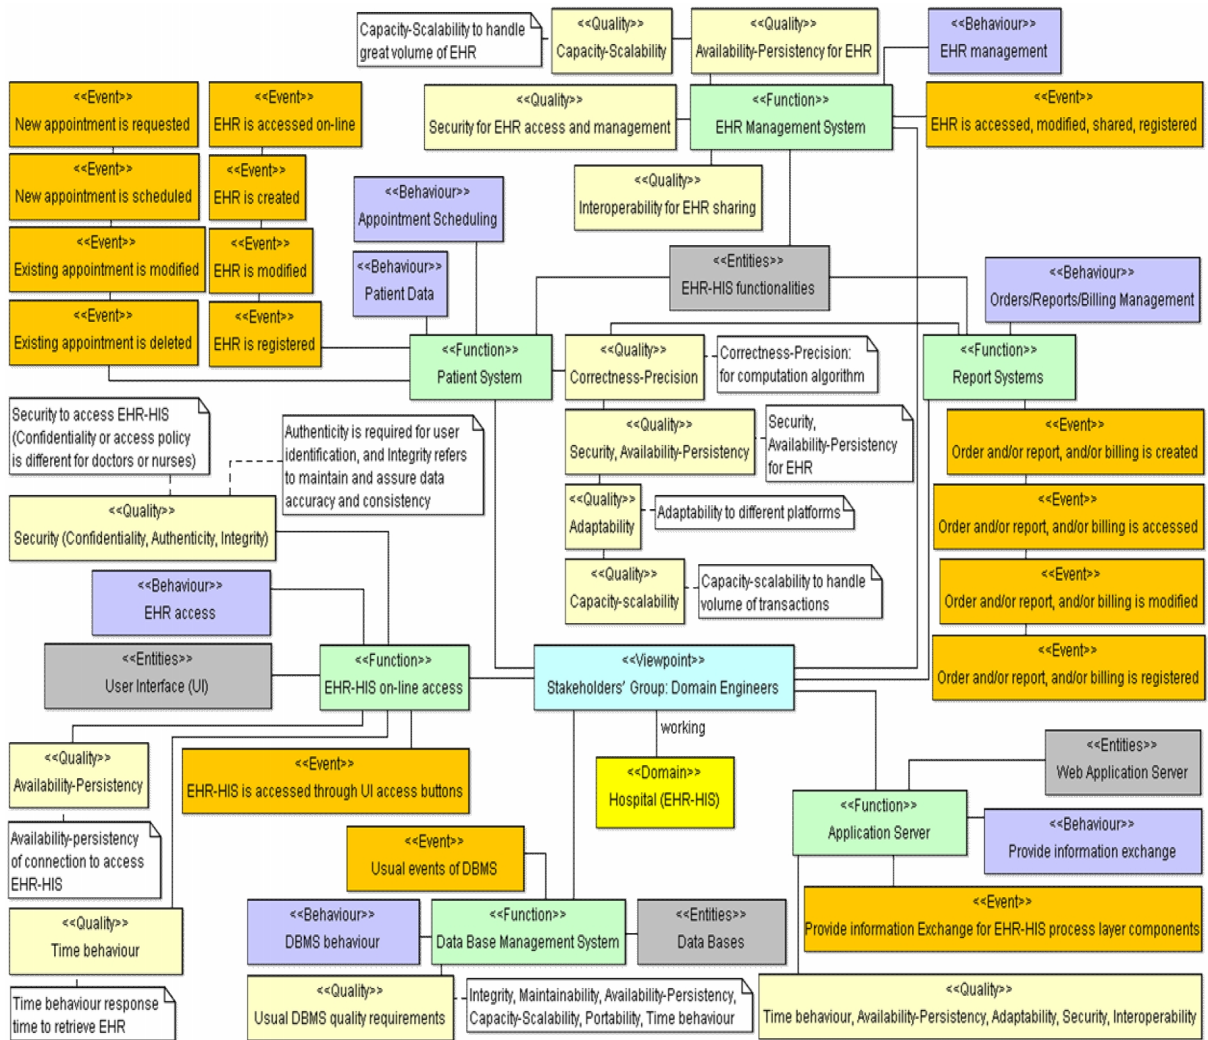 Capacity-Scalability to handle
great volume of EHR
<<Quality>>
Capacity-Scalability
<<Quality>>
Availability-Persistency for EHR
<<Behaviour>>
EHR management
<<Event>>
New appointment is requested
<<Event>>
EHR is accessed on-line
<<Quality>>
Security for EHR access and management
<<Function>>
EHR Management System
<<Event>>
EHR is accessed, modified, shared, registered
<<Event>>
New appointment is scheduled
<<Event>>
EHR is created
<<Behaviour>>
Appointment Scheduling
<<Quality>>
Interoperability for EHR sharing
<<Event>>
Existing appointment is modified
<<Event>>
EHR is modified
<<Behaviour>>
Patient Data
<<Entities>>
EHR-HIS functionalities
<<Behaviour>>
Orders/Reports/Billing Management
<<Event>>
Existing appointment is deleted
<<Event>>
EHR is registered
<<Function>>
Patient System
<<Quality>>
Correctness-Precision
Correctness-Precision:
for computation algorithm
<<Function>>
Report Systems
Security to access EHR-HIS
(Confidentiality or access policy
is different for doctors or nurses)
Authenticity is required for user
identification, and Integrity refers
to maintain and assure data
accuracy and consistency
<<Quality>>
Security, Availability-Persistency
Security,
Availability-Persistency
for EHR
<<Event>>
Order and/or report, and/or billing is created
<<Quality>>
Security (Confidentiality, Authenticity, Integrity)
<<Quality>>
Adaptability
Adaptability to different platforms
<<Event>>
Order and/or report, and/or billing is accessed
<<Behaviour>>
EHR access
<<Quality>>
Capacity-scalability
Capacity-scalability to handle
volume of transactions
<<Event>>
Order and/or report, and/or billing is modified
<<Entities>>
User Interface (UI)
<<Function>>
EHR-HIS on-line access
<<Viewpoint>>
Stakeholders' Group: Domain Engineers
<<Event>>
Order and/or report, and/or billing is registered
working
<<Quality>>
Availability-Persistency
<<Event>>
EHR-HIS is accessed through UI access buttons
<<Domain>>
Hospital (EHR-HIS)
<<Entities>>
Web Application Server
<<Function>>
Application Server
<<Behaviour>>
Provide information exchange
Availability-persistency
of connection to access
EHR-HIS
<<Event>>
Usual events of DBMS
<<Event>>
Provide information Exchange for EHR-HIS process layer components
<<Quality>>
Time behaviour
<<Behaviour>>
DBMS behaviour
<<Function>>
Data Base Management System
<<Entities>>
Data Bases
Time behaviour response
time to retrieve EHR
<<Quality>>
Usual DBMS quality requirements
Integrity, Maintainability, Availability-Persistency,
Capacity-Scalability, Portability, Time behaviour
<<Quality>>
Time behaviour, Availability-Persistency, Adaptability, Security, Interoperability